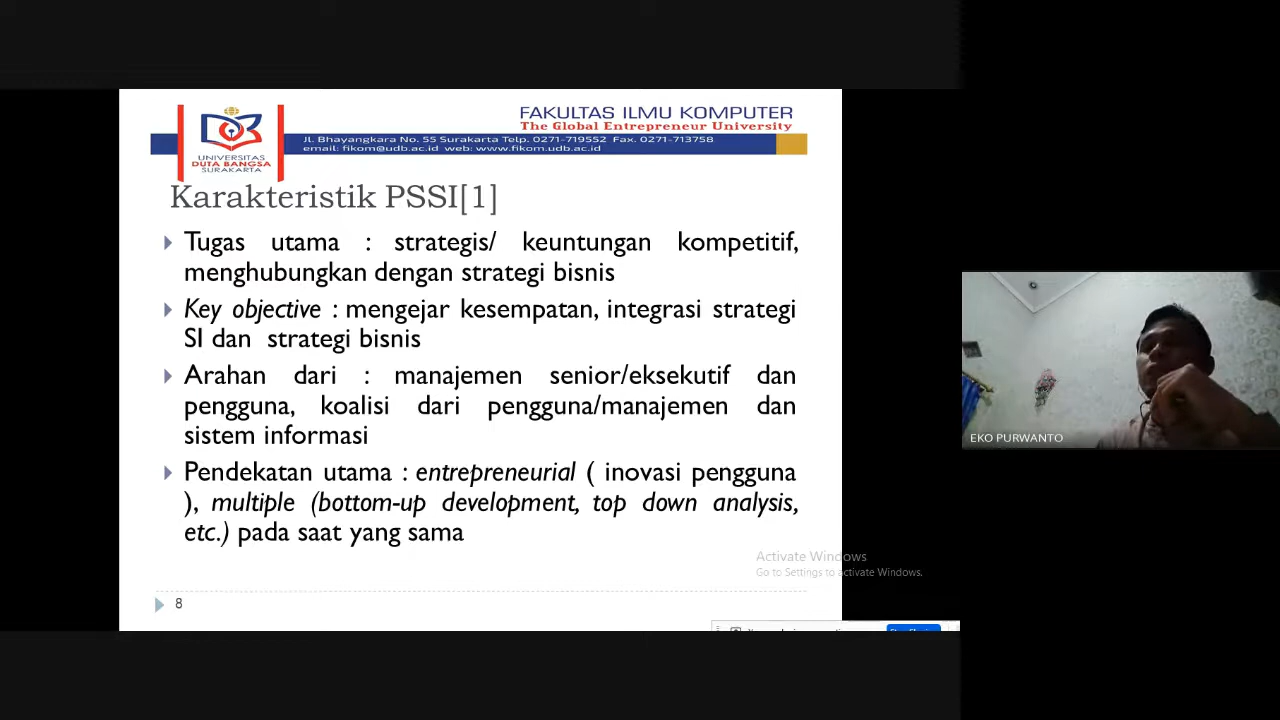 FAKULTAS ILMU KOMPUTER
The Global Entrepreneur University
Jl. Bhayangkara No. 55 Surakarta Telp. 0271-719552 Fax. 0271-713758
email: fikom@udb.ac.id web: www.fikom.udb.ac.id
UNIVERSITAS
DUTA BANGSA
SURAKARTA
Karakteristik PSSI[1]
Tugas utama : strategis/ keuntungan kompetitif,
menghubungkan dengan strategi bisnis
Key objective : mengejar kesempatan, integrasi strategi
SI dan strategi bisnis
Arahan dari : manajemen senior/eksekutif dan
pengguna, koalisi dari pengguna/manajemen dan
sistem informasi
Pendekatan utama : entrepreneurial ( inovasi pengguna
), multiple (bottom-up development, top down analysis,
etc.) pada saat yang sama
8
EKO PURWANTO
Activate Windows
Go to Settings to activate Windows.